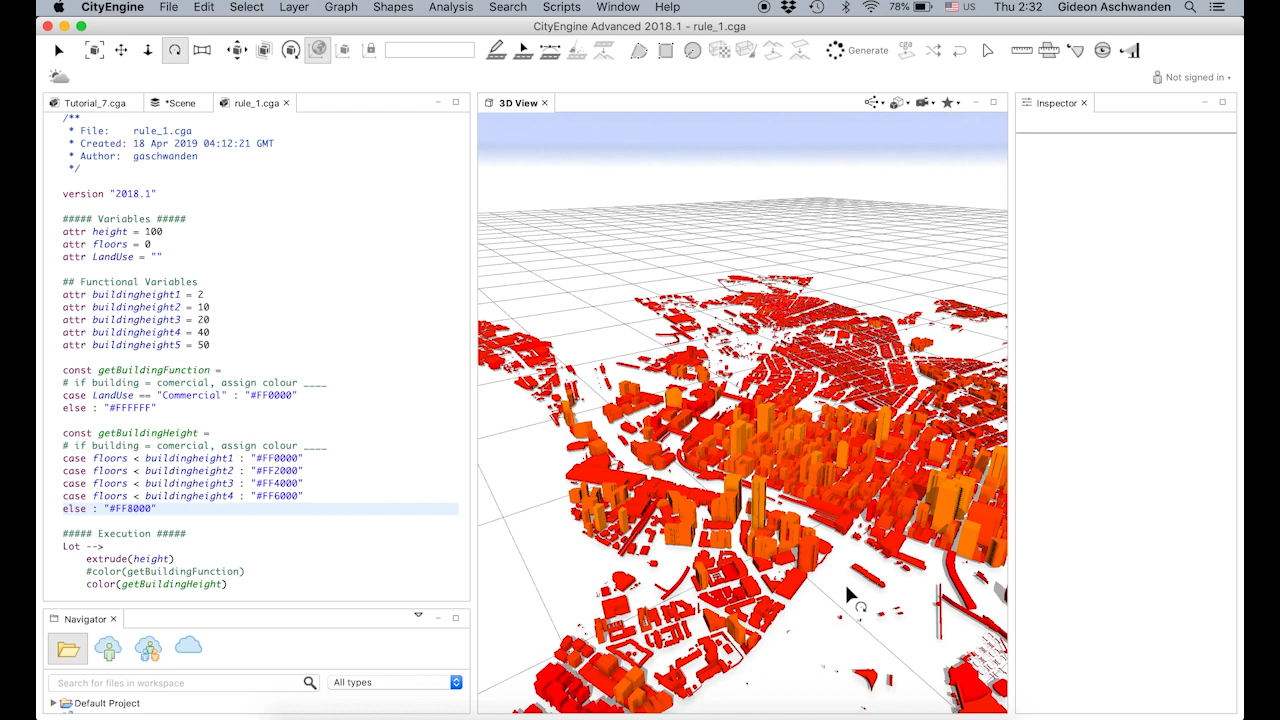 CityEngine File Edit Select Layer Graph Shapes Analysis Search Scripts Window Help 78% US Thu 2:32 Gideon Aschwanden
CityEngine Advanced 2018.1 - rule_1.cga
Generate
cga
Not signed in
Tutorial_7.cga *Scene rule_1.cga
3D View
Inspector
/**
* File: rule_1.cga
* Created: 18 Apr 2019 04:12:21 GMT
* Author: gaschwanden
*/
version "2018.1"
##### Variables #####
attr height = 100
attr floors = 0
attr LandUse = ""
## Functional Variables
attr buildingheight1 = 2
attr buildingheight2 = 10
attr buildingheight3 = 20
attr buildingheight4 = 40
attr buildingheight5 = 50
const getBuildingFunction =
# if building = comercial, assign colour ____
case LandUse == "Commercial" : "#FF0000"
else : "#FFFFFF"
const getBuildingHeight =
# if building = comercial, assign colour ____
case floors < buildingheight1 : "#FF0000"
case floors < buildingheight2 : "#FF2000"
case floors < buildingheight3 : "#FF4000"
case floors < buildingheight4 : "#FF6000"
else : "#FF8000"
##### Execution #####
Lot -->
extrude(height)
#color(getBuildingFunction)
color(getBuildingHeight)
Navigator
Search for files in workspace
All types
Default Project